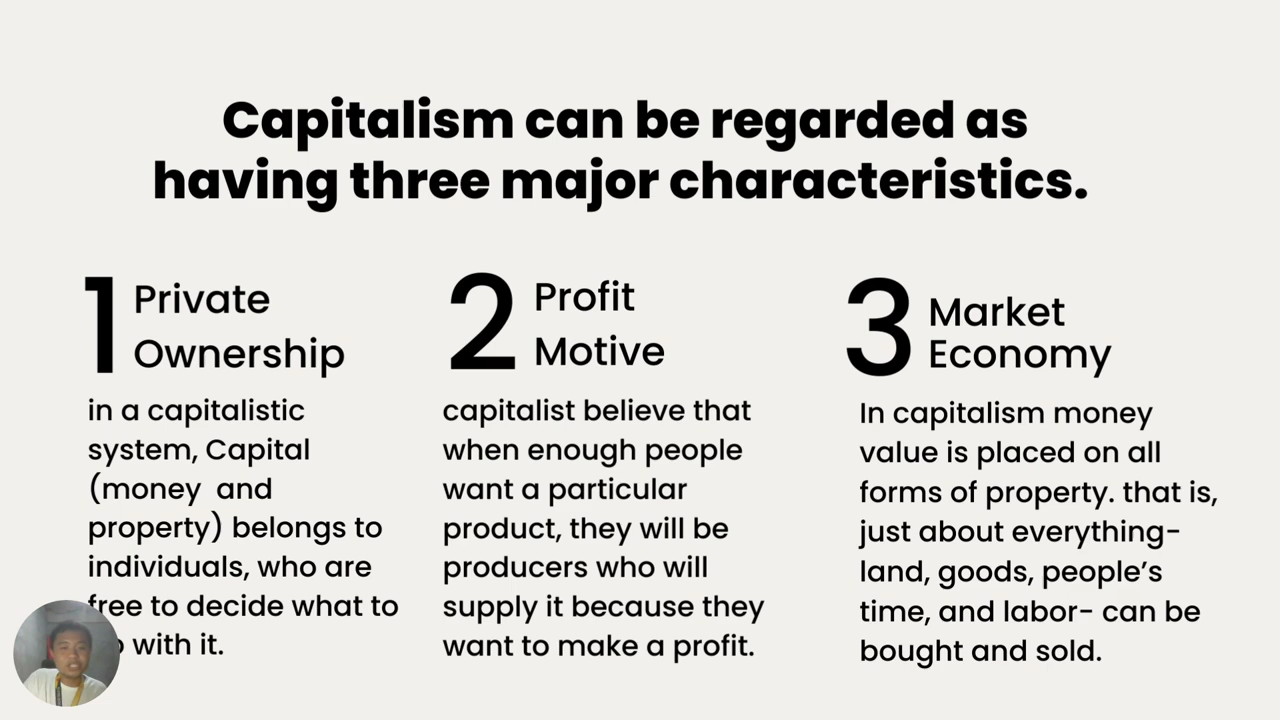 Capitalism can be regarded as
having three major characteristics.
1 Private
Ownership
in a capitalistic
system, Capital
(money and
property) belongs to
individuals, who are
free to decide what to
with it.
2 Profit
Motive
capitalist believe that
when enough people
want a particular
product, they will be
producers who will
supply it because they
want to make a profit.
3 Market
Economy
In capitalism money
value is placed on all
forms of property. that is,
just about everything-
land, goods, people’s
time, and labor- can be
bought and sold.